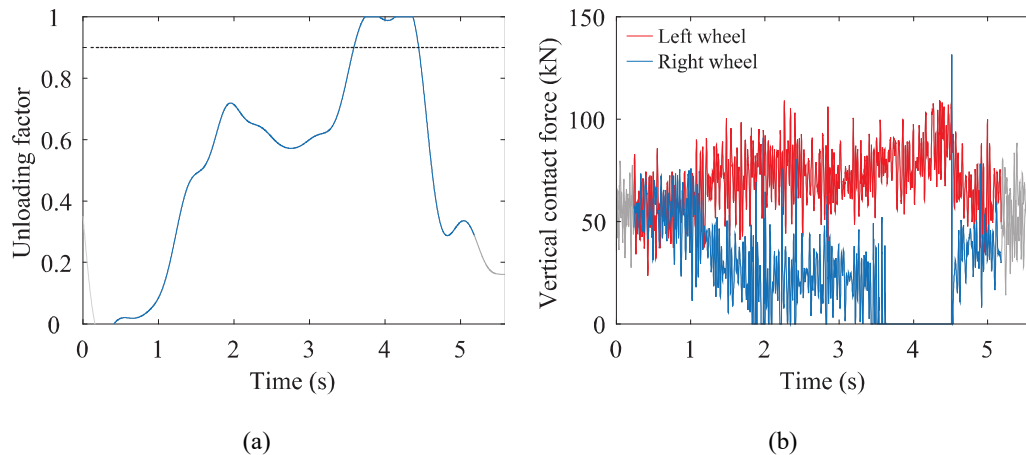 1
0.8
0.6
0.4
0.2
0
Unloading factor
0 1 2 3 4 5
Time (s)
(a)
150
100
50
0
Vertical contact force (kN)
Left wheel
Right wheel
0 1 2 3 4 5
Time (s)
(b)